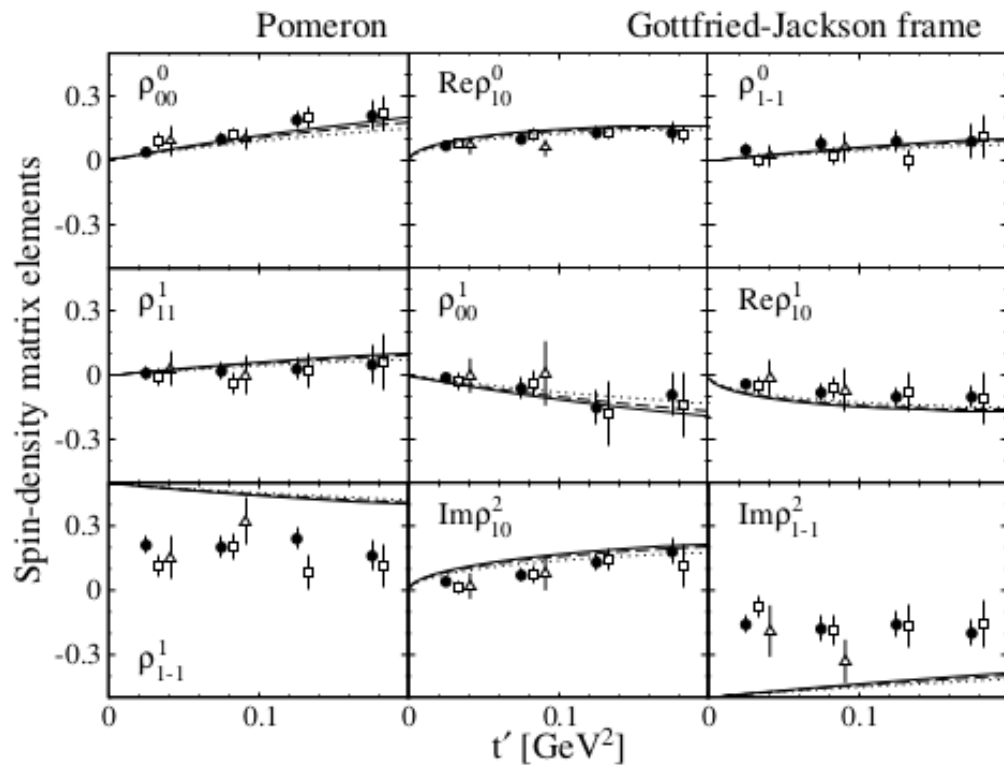 Pomeron Gottfried-Jackson frame
Spin-density matrix elements
0.3 ρ⁰₀₀ Reρ⁰₁₀ ρ⁰₁₋₁
0
-0.3
0.3 ρ¹₁₁ ρ¹₀₀ Reρ¹₁₀
0
-0.3
0.3 Imρ²₁₀ Imρ²₁₋₁
0
-0.3 ρ¹₁₋₁
0 0.1 0 0.1 0 0.1
t′ [GeV²]